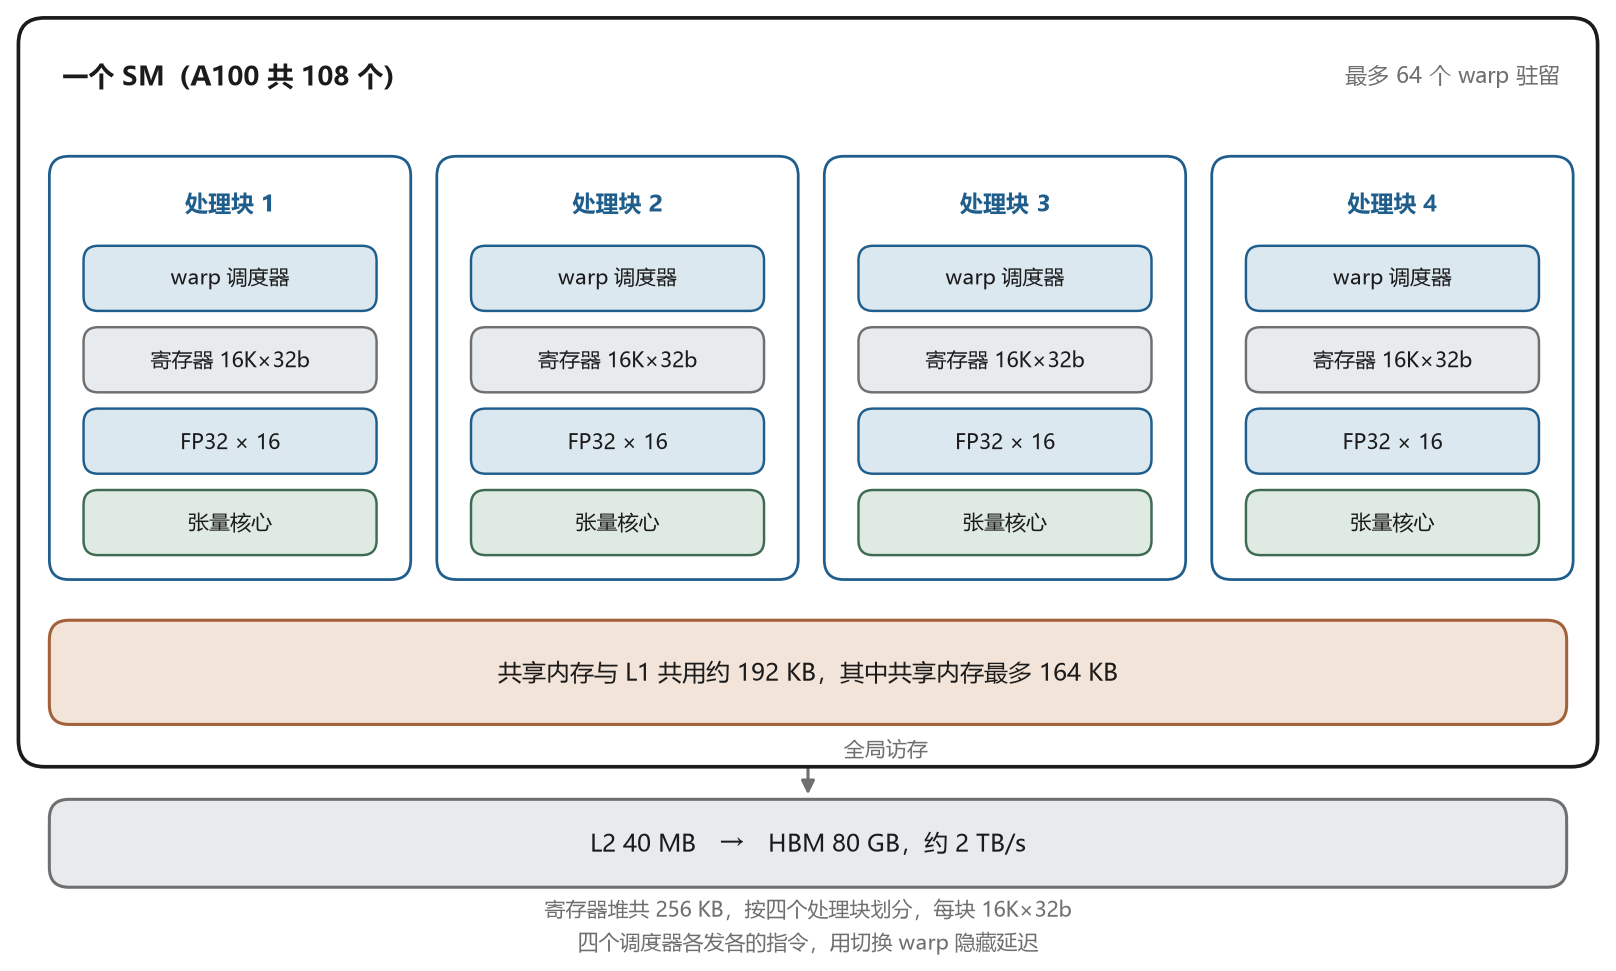 一个 SM（A100 共 108 个）
最多 64 个 warp 驻留
处理块 1
warp 调度器
寄存器 16K×32b
FP32 × 16
张量核心
处理块 2
warp 调度器
寄存器 16K×32b
FP32 × 16
张量核心
处理块 3
warp 调度器
寄存器 16K×32b
FP32 × 16
张量核心
处理块 4
warp 调度器
寄存器 16K×32b
FP32 × 16
张量核心
共享内存与 L1 共用约 192 KB，其中共享内存最多 164 KB
全局访存
L2 40 MB → HBM 80 GB，约 2 TB/s
寄存器堆共 256 KB，按四个处理块划分，每块 16K×32b
四个调度器各发各的指令，用切换 warp 隐藏延迟